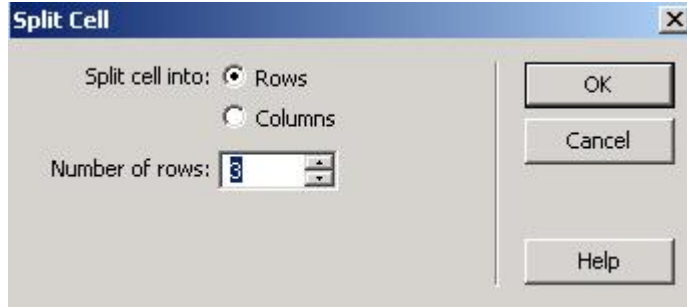 Split Cell
Split cell into: Rows
Columns
Number of rows: 3
OK
Cancel
Help